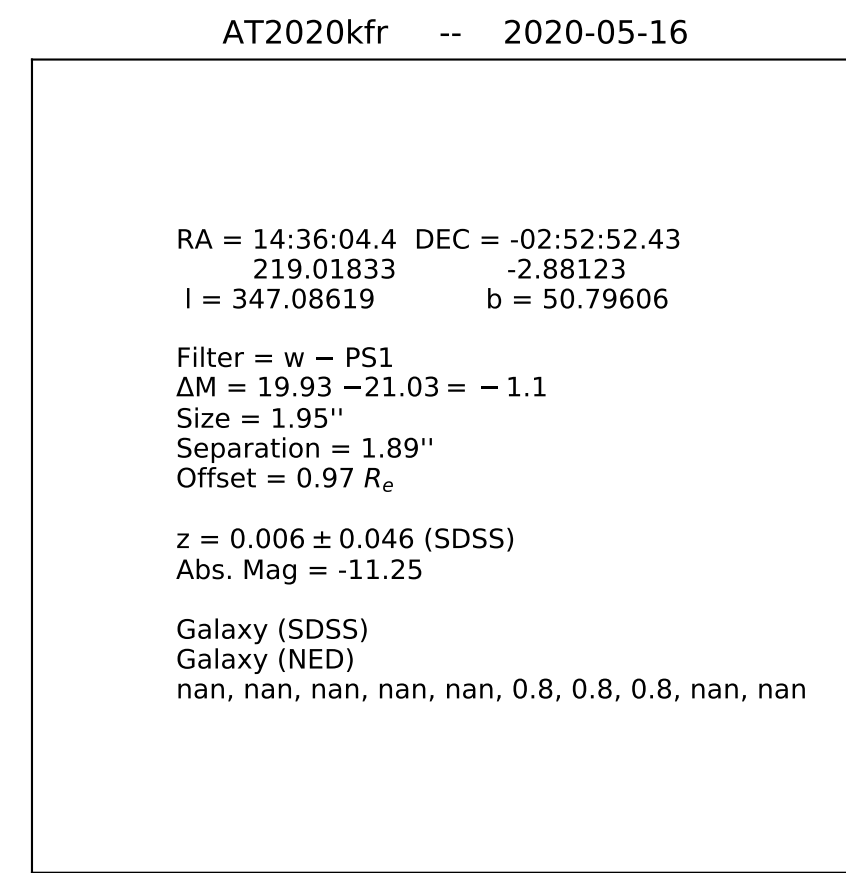 AT2020kfr -- 2020-05-16
RA = 14:36:04.4 DEC = -02:52:52.43
219.01833 -2.88123
l = 347.08619 b = 50.79606
Filter = w − PS1
ΔM = 19.93 −21.03 = − 1.1
Size = 1.95''
Separation = 1.89''
Offset = 0.97 Re
z = 0.006 ± 0.046 (SDSS)
Abs. Mag = -11.25
Galaxy (SDSS)
Galaxy (NED)
nan, nan, nan, nan, nan, 0.8, 0.8, 0.8, nan, nan